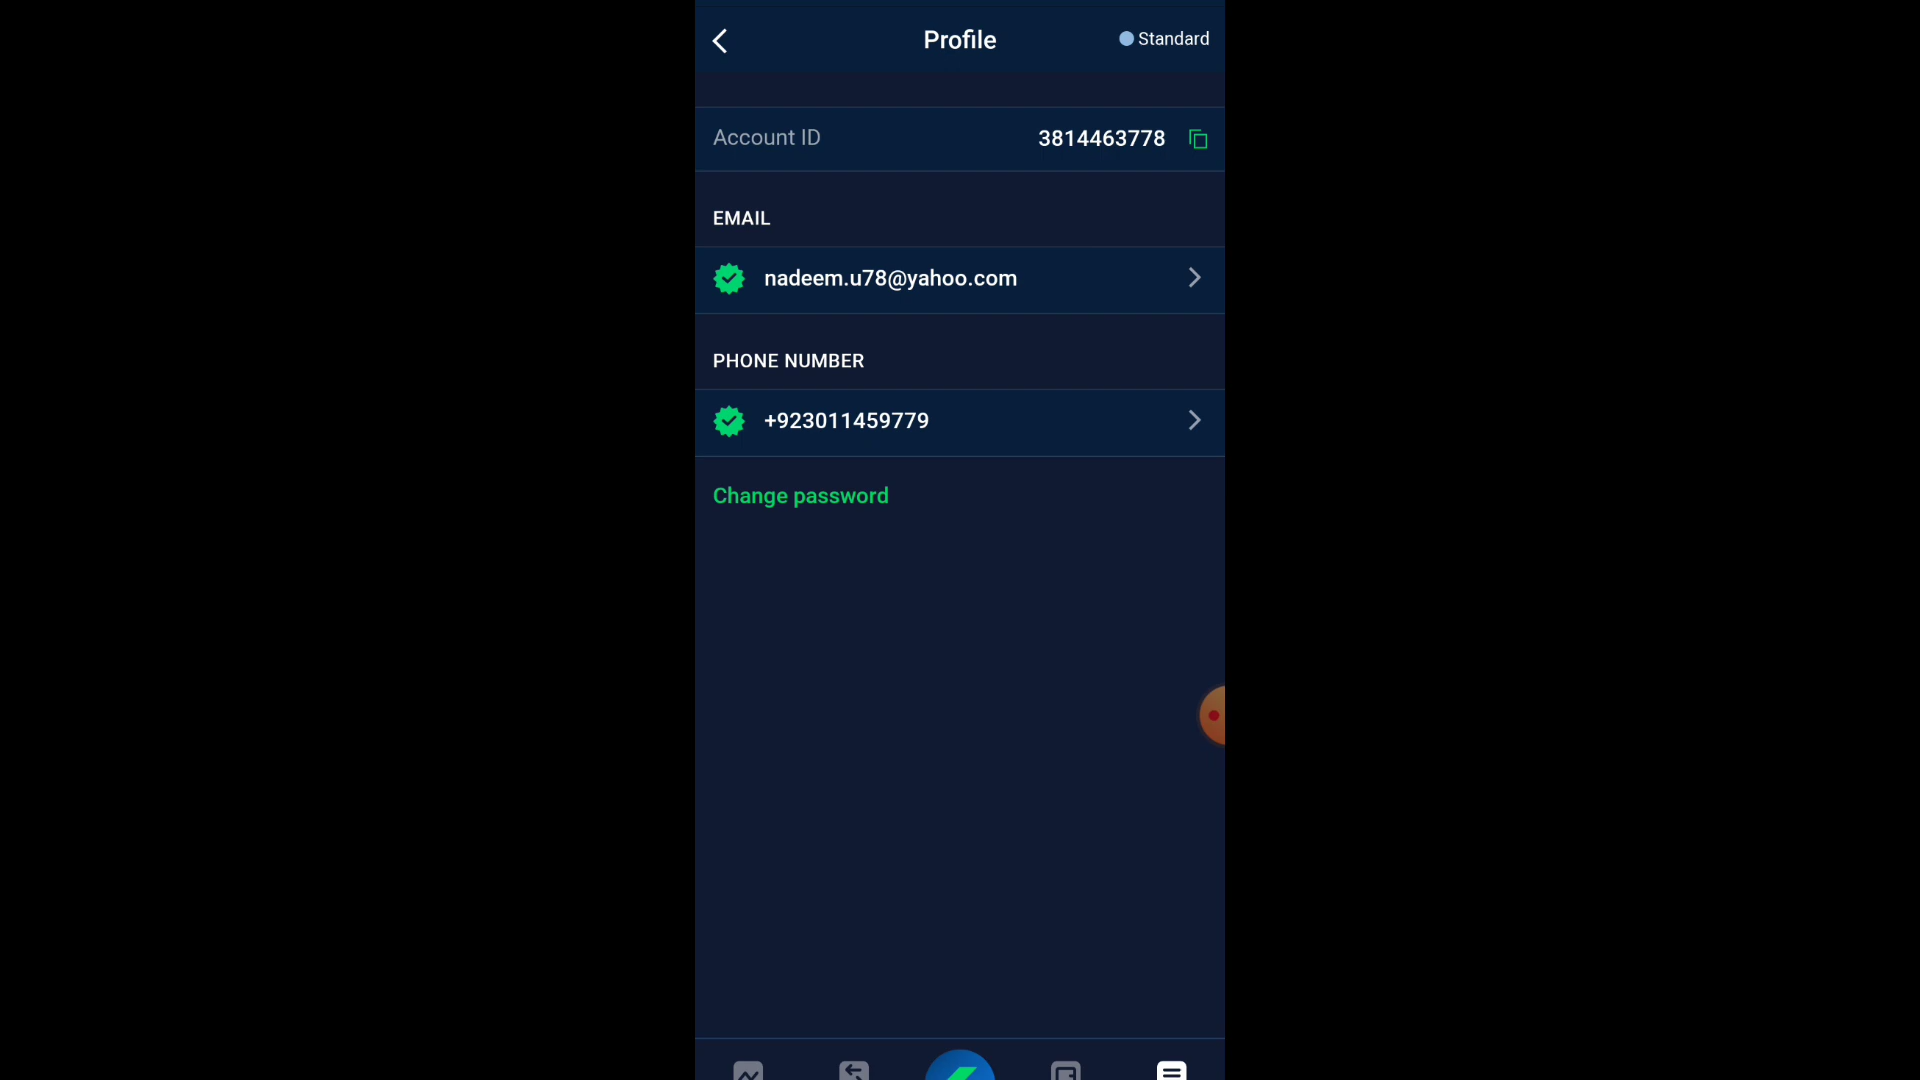 Profile
Standard
Account ID
3814463778
EMAIL
nadeem.u78@yahoo.com
PHONE NUMBER
+923011459779
Change password